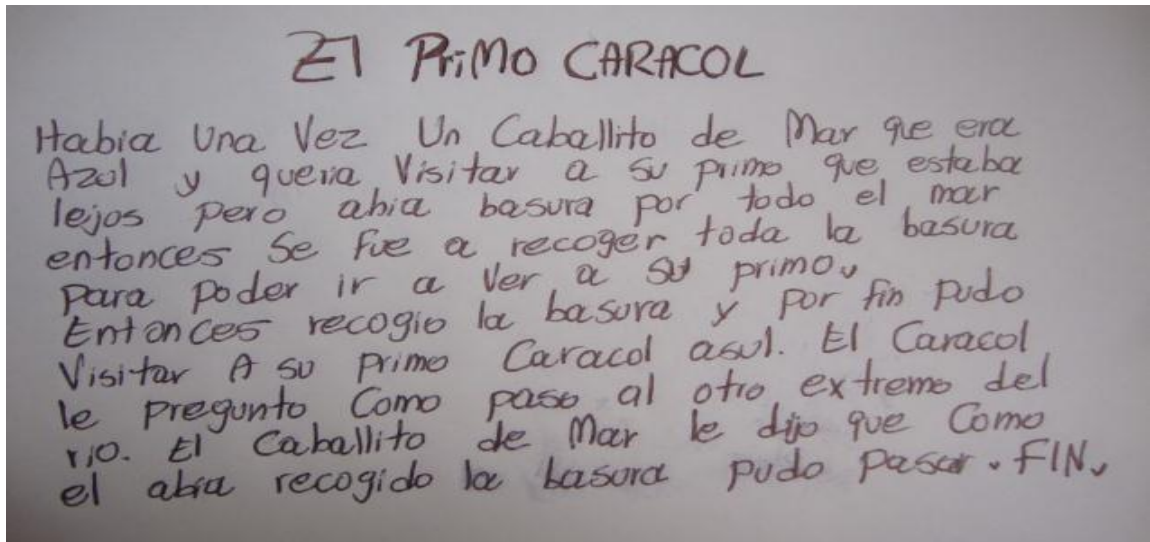 El PRiMO CARACOL
Habia Una Vez Un Caballito de Mar que era
Azul y queria Visitar a su primo que estaba
lejos pero abia basura por todo el mar
entonces Se fue a recoger toda la basura
para poder ir a Ver a su primo.
Entonces recogio la basura y por fin pudo
Visitar A su Primo Caracol asul. El Caracol
le pregunto Como paso al otro extremo del
rio. El Caballito de Mar le dijo que Como
el abia recogido la basura pudo pasar. FIN.